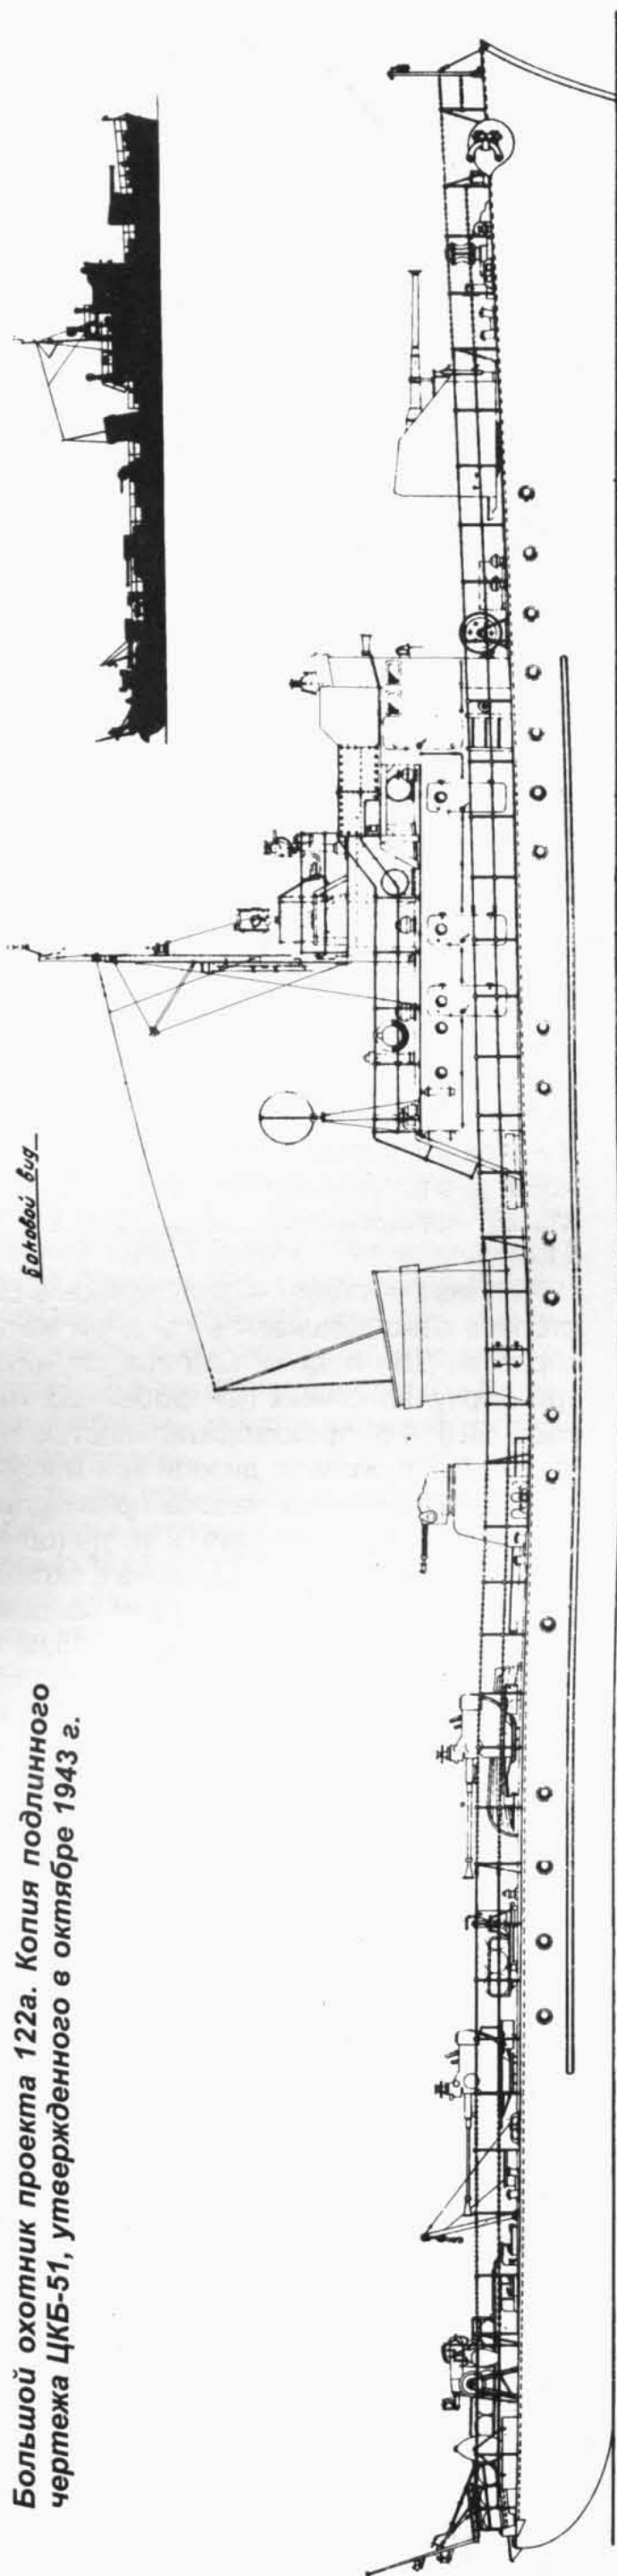 Большой охотник проекта 122а. Копия подлинного
чертежа ЦКБ-51, утвержденного в октябре 1943 г.
Боковой вид